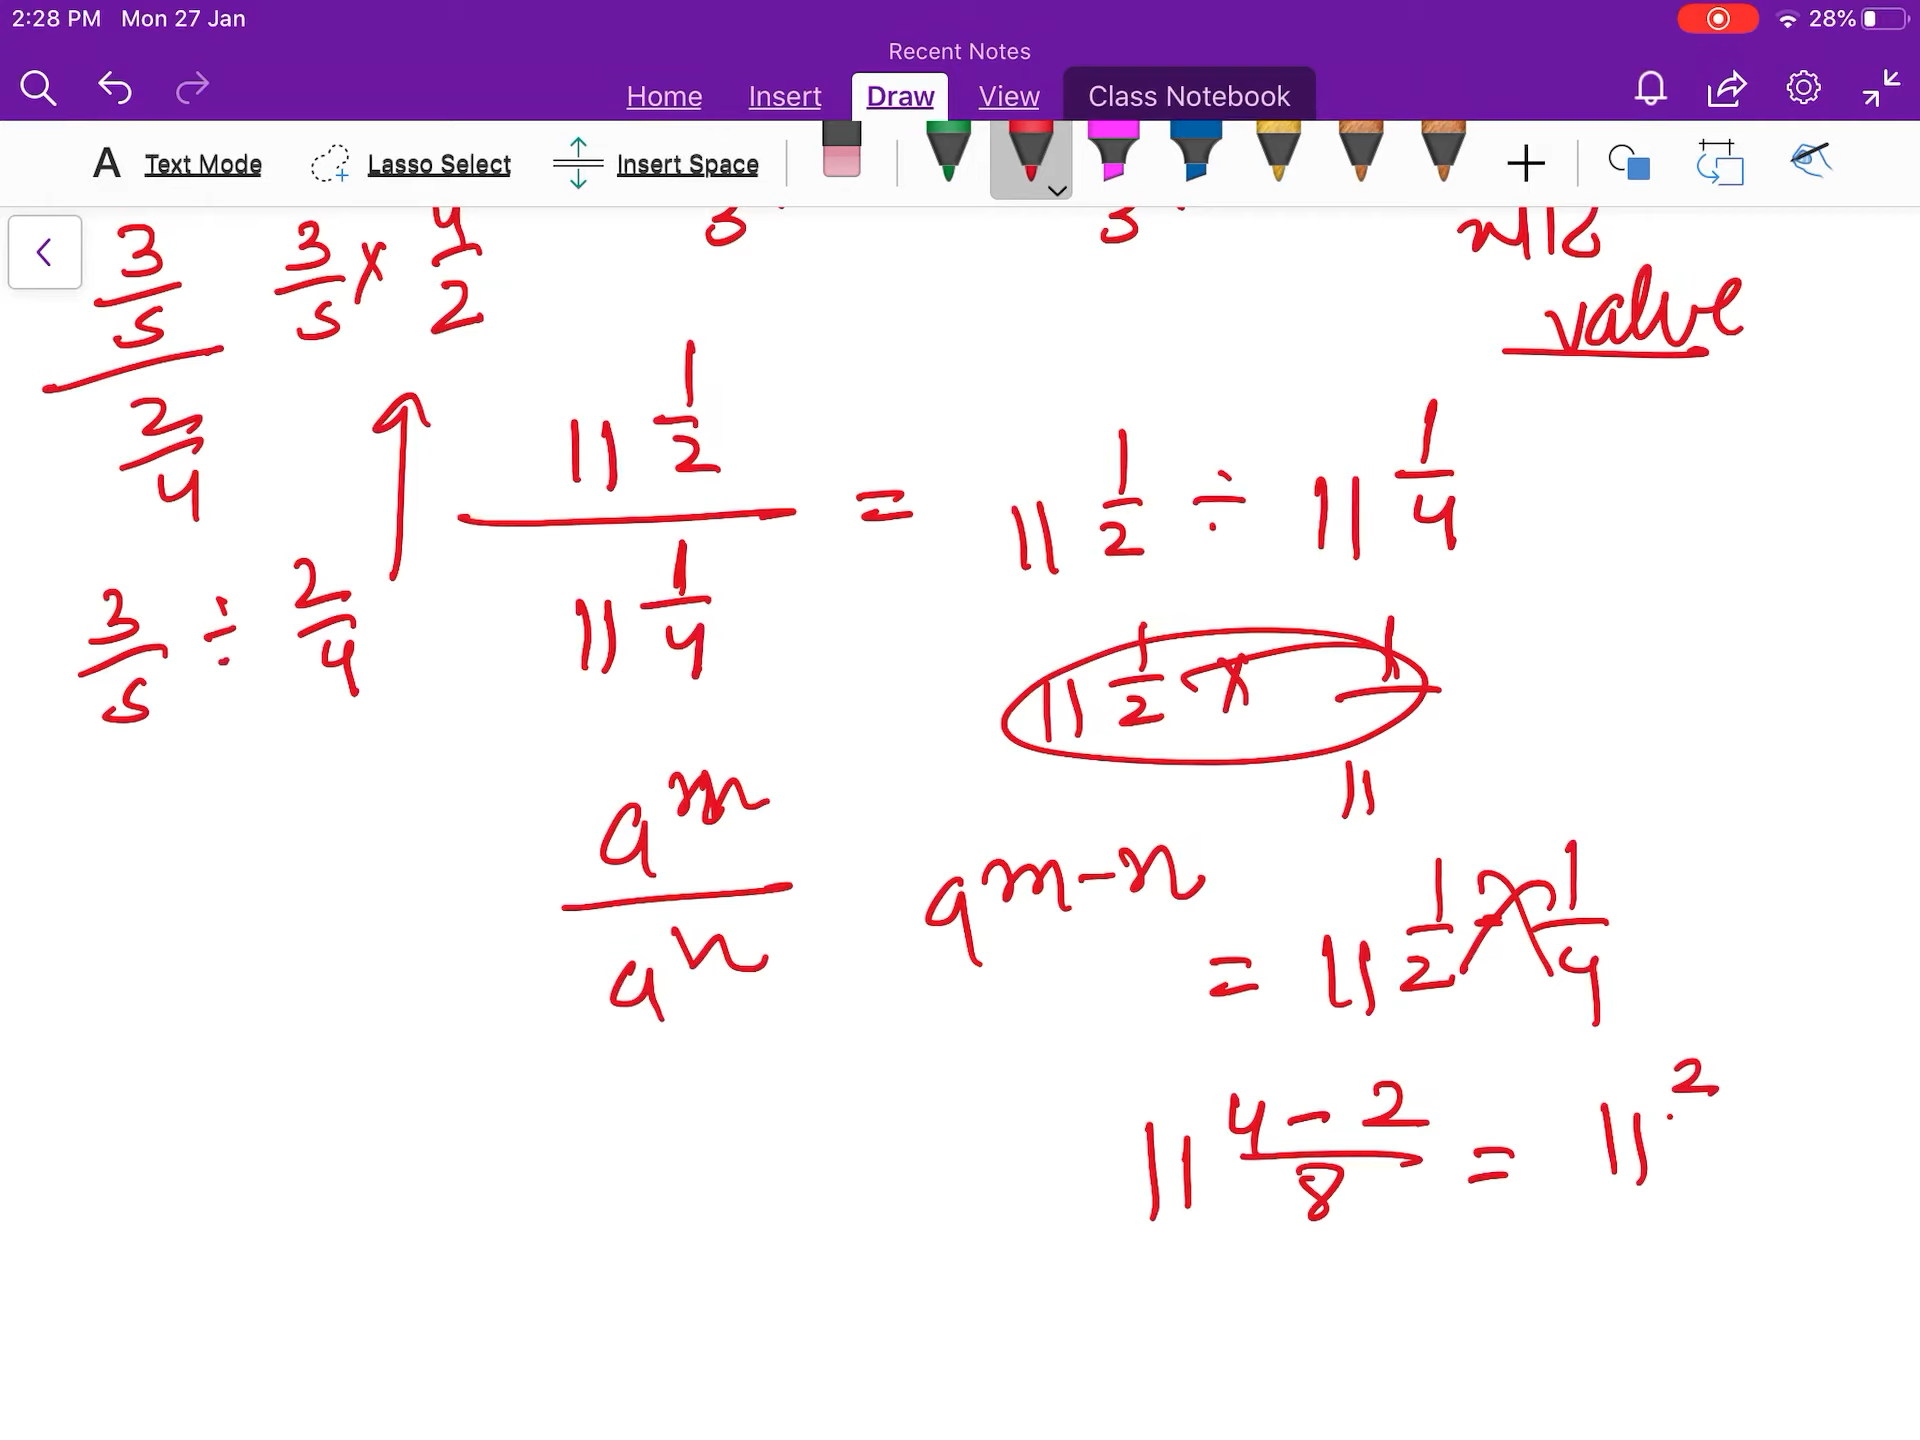 2:28 PM Mon 27 Jan 28%
Recent Notes
Home Insert Draw View Class Notebook
A Text Mode Lasso Select Insert Space
3/5 3/5 × 4/2
value
3/5 / 2/4
11^1/2 / 11^1/4 = 11^1/2 ÷ 11^1/4
3/5 ÷ 2/4
11^1/2 × 1/11
a^m / a^n a^m-n
= 11^1/2 - 1/4
11^4-2/8 = 11^2